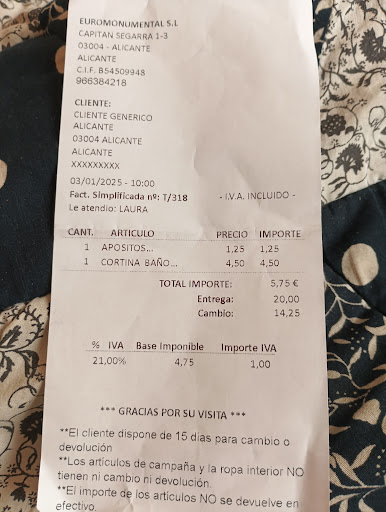 EUROMONUMENTAL S.L
CAPITAN SEGARRA 1-3
03004 - ALICANTE
ALICANTE
C.I.F. B54509948
966384218
CLIENTE:
CLIENTE GENERICO
ALICANTE
03004 ALICANTE
ALICANTE
XXXXXXXXX
03/01/2025 - 10:00
Fact. Simplificada nº: T/318 - I.V.A. INCLUIDO -
Le atendio: LAURA
CANT. ARTICULO PRECIO IMPORTE
1 APOSITOS... 1,25 1,25
1 CORTINA BAÑO... 4,50 4,50
TOTAL IMPORTE: 5,75 €
Entrega: 20,00
Cambio: 14,25
% IVA Base Imponible Importe IVA
21,00% 4,75 1,00
*** GRACIAS POR SU VISITA ***
**El cliente dispone de 15 dias para cambio o
devolución
**Los artículos de campaña y la ropa interior NO
tienen ni cambio ni devolución.
**El importe de los articulos NO se devuelve en
efectivo.